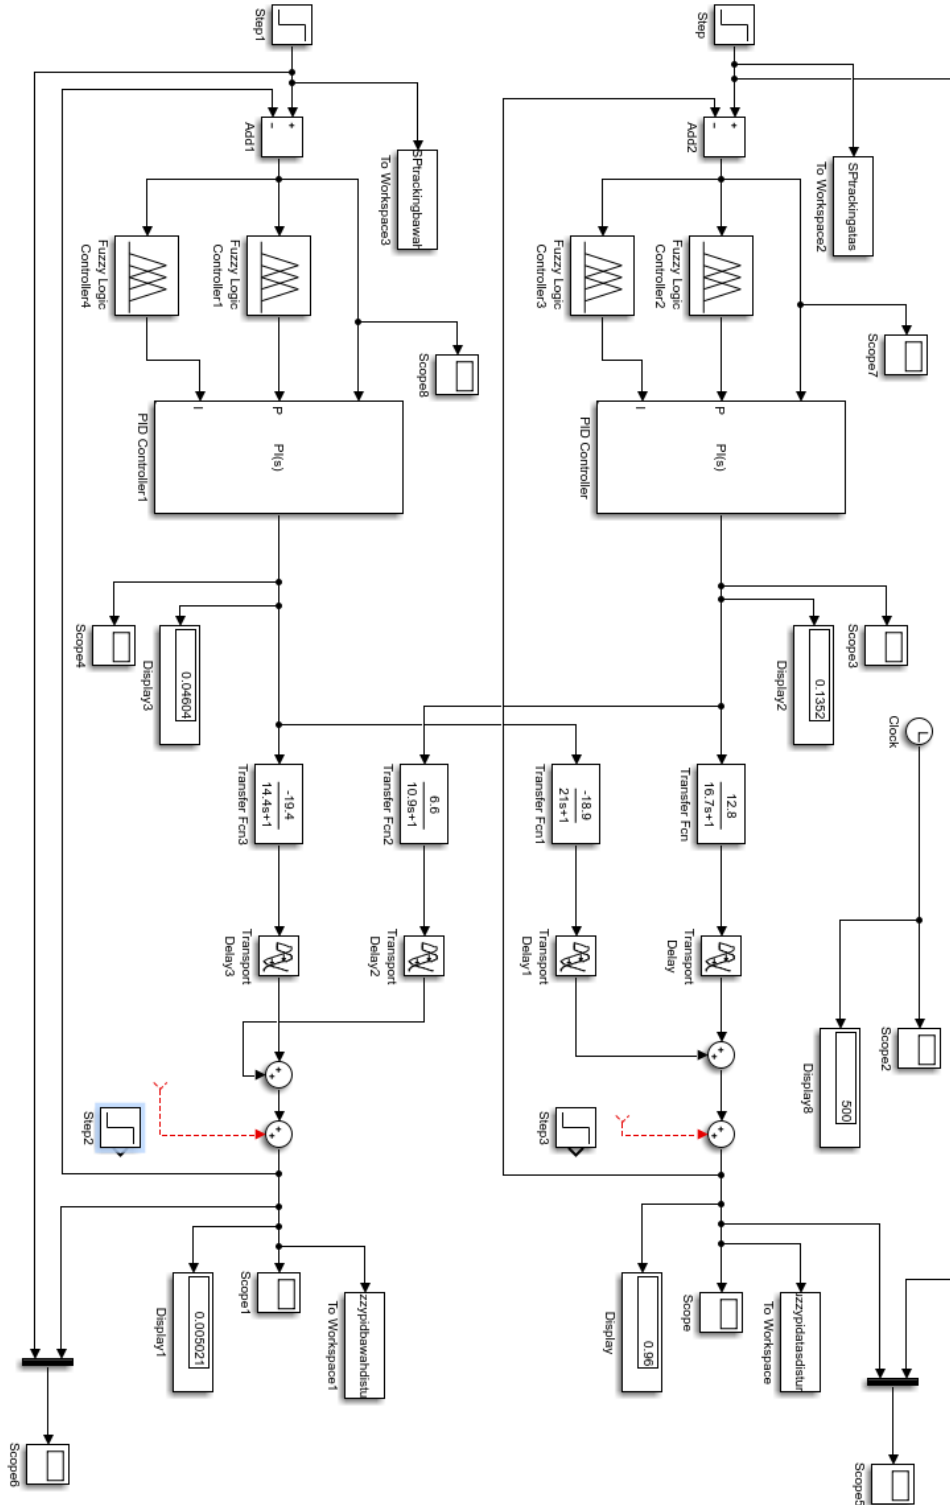 Clock
Display8
500
Scope2
Step
SPtrackingatas
To Workspace2
Scope7
Add2
+
−
Fuzzy Logic
Controller2
Fuzzy Logic
Controller3
P
I
PI(s)
PID Controller
Scope3
0.1352
Display2
12.8
16.7s+1
Transfer Fcn
-18.9
21s+1
Transfer Fcn1
Transport
Delay
Transport
Delay1
+
+
+
+
Step3
uzzypidatasdistur
To Workspace
Scope
0.96
Display
Scope5
Step1
SPtrackingbawah
To Workspace3
Scope8
Add1
+
−
Fuzzy Logic
Controller1
Fuzzy Logic
Controller4
P
I
PI(s)
PID Controller1
0.04604
Display3
Scope4
6.6
10.9s+1
Transfer Fcn2
-19.4
14.4s+1
Transfer Fcn3
Transport
Delay2
Transport
Delay3
+
+
+
+
Step2
zzypidbawahdistu
To Workspace1
Scope1
0.005021
Display1
Scope6